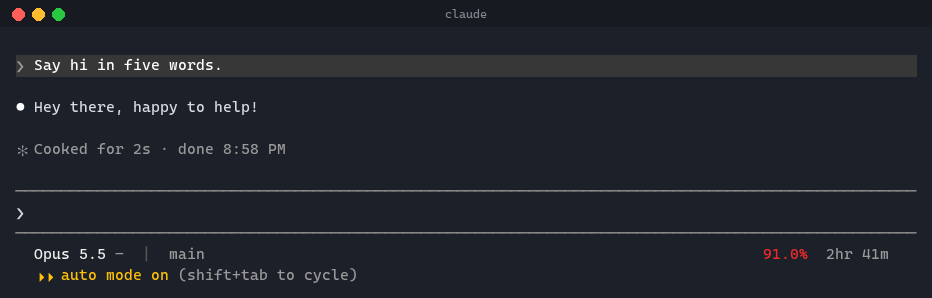 claude
❯ Say hi in five words.
● Hey there, happy to help!
✻ Cooked for 2s · done 8:58 PM
❯
Opus 5.5 – | main 91.0% 2hr 41m
⏵⏵ auto mode on (shift+tab to cycle)